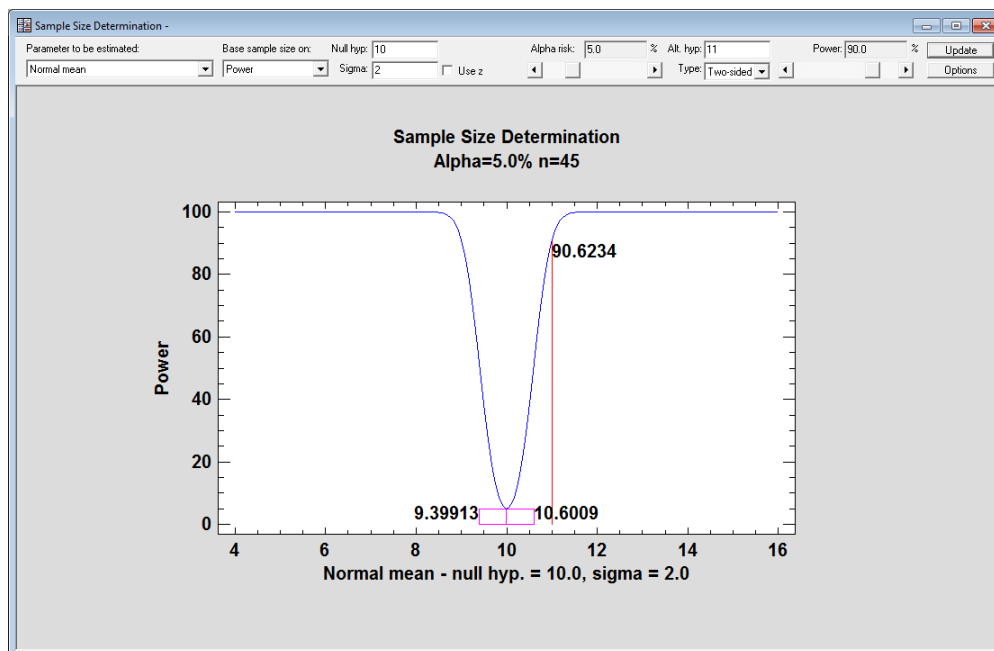 Sample Size Determination -
Parameter to be estimated: Base sample size on: Null hyp: 10 Alpha risk: 5.0 % Alt. hyp: 11 Power: 90.0 % Update
Normal mean Power Sigma: 2 Use z Type: Two-sided Options
Sample Size Determination
Alpha=5.0% n=45
100
80
60
40
20
0
Power
90.6234
9.39913 10.6009
4 6 8 10 12 14 16
Normal mean - null hyp. = 10.0, sigma = 2.0